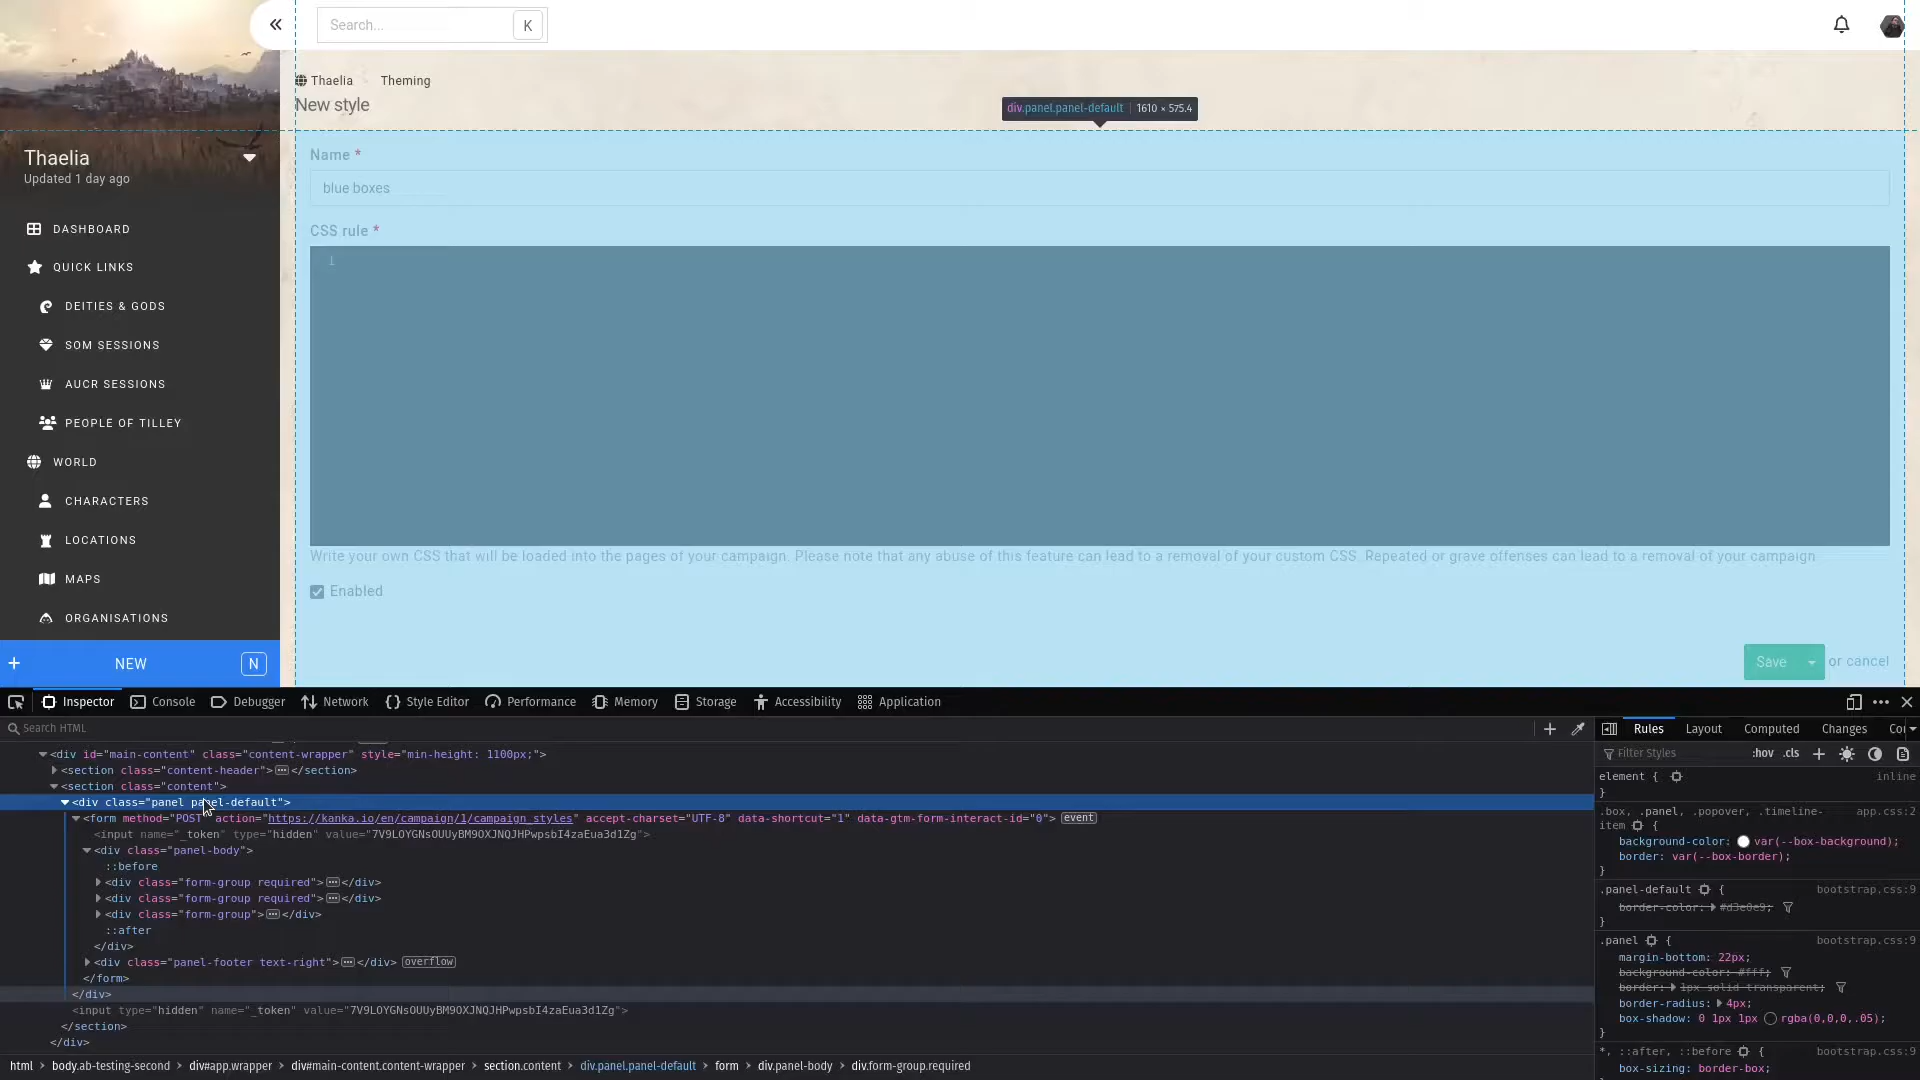 Search...
K
Thaelia Theming
New style
div.panel.panel-default 1610 × 575.4
Thaelia
Updated 1 day ago
Name *
blue boxes
CSS rule *
1
DASHBOARD
QUICK LINKS
DEITIES & GODS
SOM SESSIONS
AUCR SESSIONS
PEOPLE OF TILLEY
WORLD
CHARACTERS
LOCATIONS
MAPS
ORGANISATIONS
NEW N
Write your own CSS that will be loaded into the pages of your campaign. Please note that any abuse of this feature can lead to a removal of your custom CSS. Repeated or grave offenses can lead to a removal of your campaign.
Enabled
Save or cancel
Inspector Console Debugger Network Style Editor Performance Memory Storage Accessibility Application
Search HTML
<div id="main-content" class="content-wrapper" style="min-height: 1100px;">
<section class="content-header"></section>
<section class="content">
<div class="panel panel-default">
<form method="POST" action="https://kanka.io/en/campaign/1/campaign_styles" accept-charset="UTF-8" data-shortcut="1" data-gtm-form-interact-id="0"> event
<input name="_token" type="hidden" value="7V9LOYGNsOUUyBM9OXJNQJHPwpsbI4zaEua3d1Zg">
<div class="panel-body">
::before
<div class="form-group required"></div>
<div class="form-group required"></div>
<div class="form-group"></div>
::after
</div>
<div class="panel-footer text-right"></div> overflow
</form>
</div>
<input type="hidden" name="_token" value="7V9LOYGNsOUUyBM9OXJNQJHPwpsbI4zaEua3d1Zg">
</section>
</div>
html body.ab-testing-second div#app.wrapper div#main-content.content-wrapper section.content div.panel.panel-default form div.panel-body div.form-group.required
Rules Layout Computed Changes Co
Filter Styles :hov .cls
element { inline
}
.box, .panel, .popover, .timeline- app.css:2
item {
background-color: var(--box-background);
border: var(--box-border);
}
.panel-default { bootstrap.css:9
border-color: #d3e0e9;
}
.panel { bootstrap.css:9
margin-bottom: 22px;
background-color: #fff;
border: 1px solid transparent;
border-radius: 4px;
box-shadow: 0 1px 1px rgba(0,0,0,.05);
}
*, ::after, ::before { bootstrap.css:9
box-sizing: border-box;